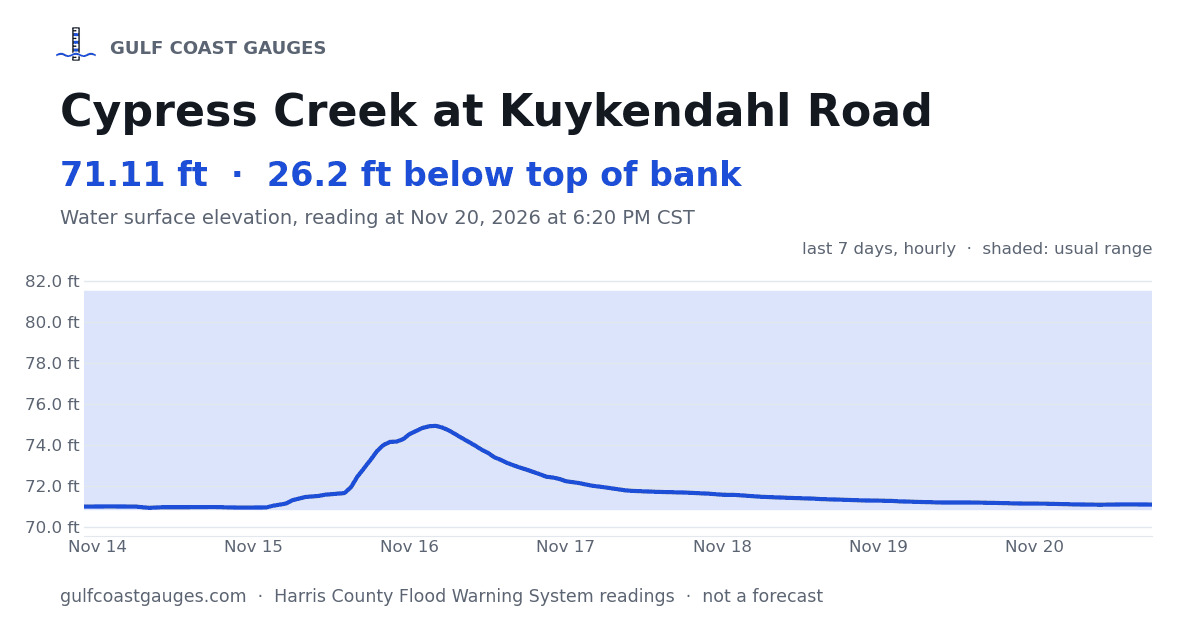 GULF COAST GAUGES
Cypress Creek at Kuykendahl Road
71.11 ft · 26.2 ft below top of bank
Water surface elevation, reading at Nov 20, 2026 at 6:20 PM CST
last 7 days, hourly · shaded: usual range
82.0 ft
80.0 ft
78.0 ft
76.0 ft
74.0 ft
72.0 ft
70.0 ft
Nov 14 Nov 15 Nov 16 Nov 17 Nov 18 Nov 19 Nov 20
gulfcoastgauges.com · Harris County Flood Warning System readings · not a forecast